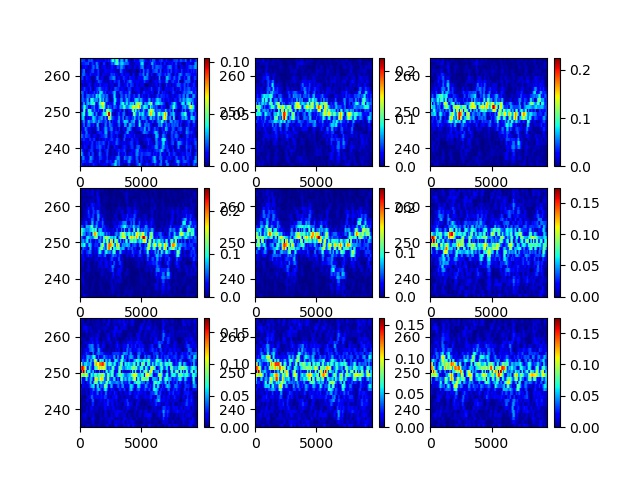 260 0.10 260 0.2 260 0.2
250 0.05 250 0.1 250 0.1
240 0.00 240 0.0 240 0.0
0 5000 0 5000 0 5000
260 0.2 260 0.2 260 0.15
250 0.1 250 0.1 250 0.10
0.05
240 0.0 240 0.0 240 0.00
0 5000 0 5000 0 5000
260 0.15 260 0.15 260 0.15
250 0.10 250 0.10 250 0.10
0.05 0.05 0.05
240 0.00 240 0.00 240 0.00
0 5000 0 5000 0 5000